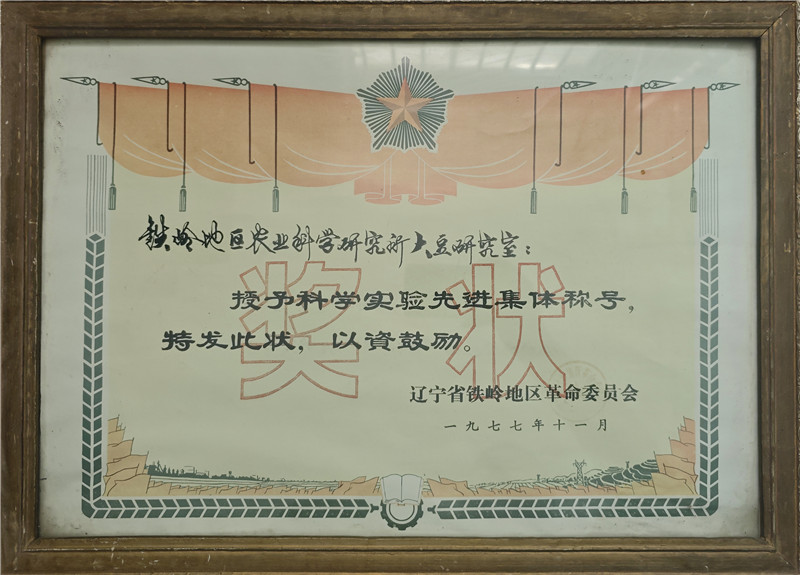 铁岭地区农业科学研究所大豆研究室：
奖状
授予科学实验先进集体称号，
特发此状，以資鼓励。
辽宁省铁岭地区革命委员会
一九七七年十一月